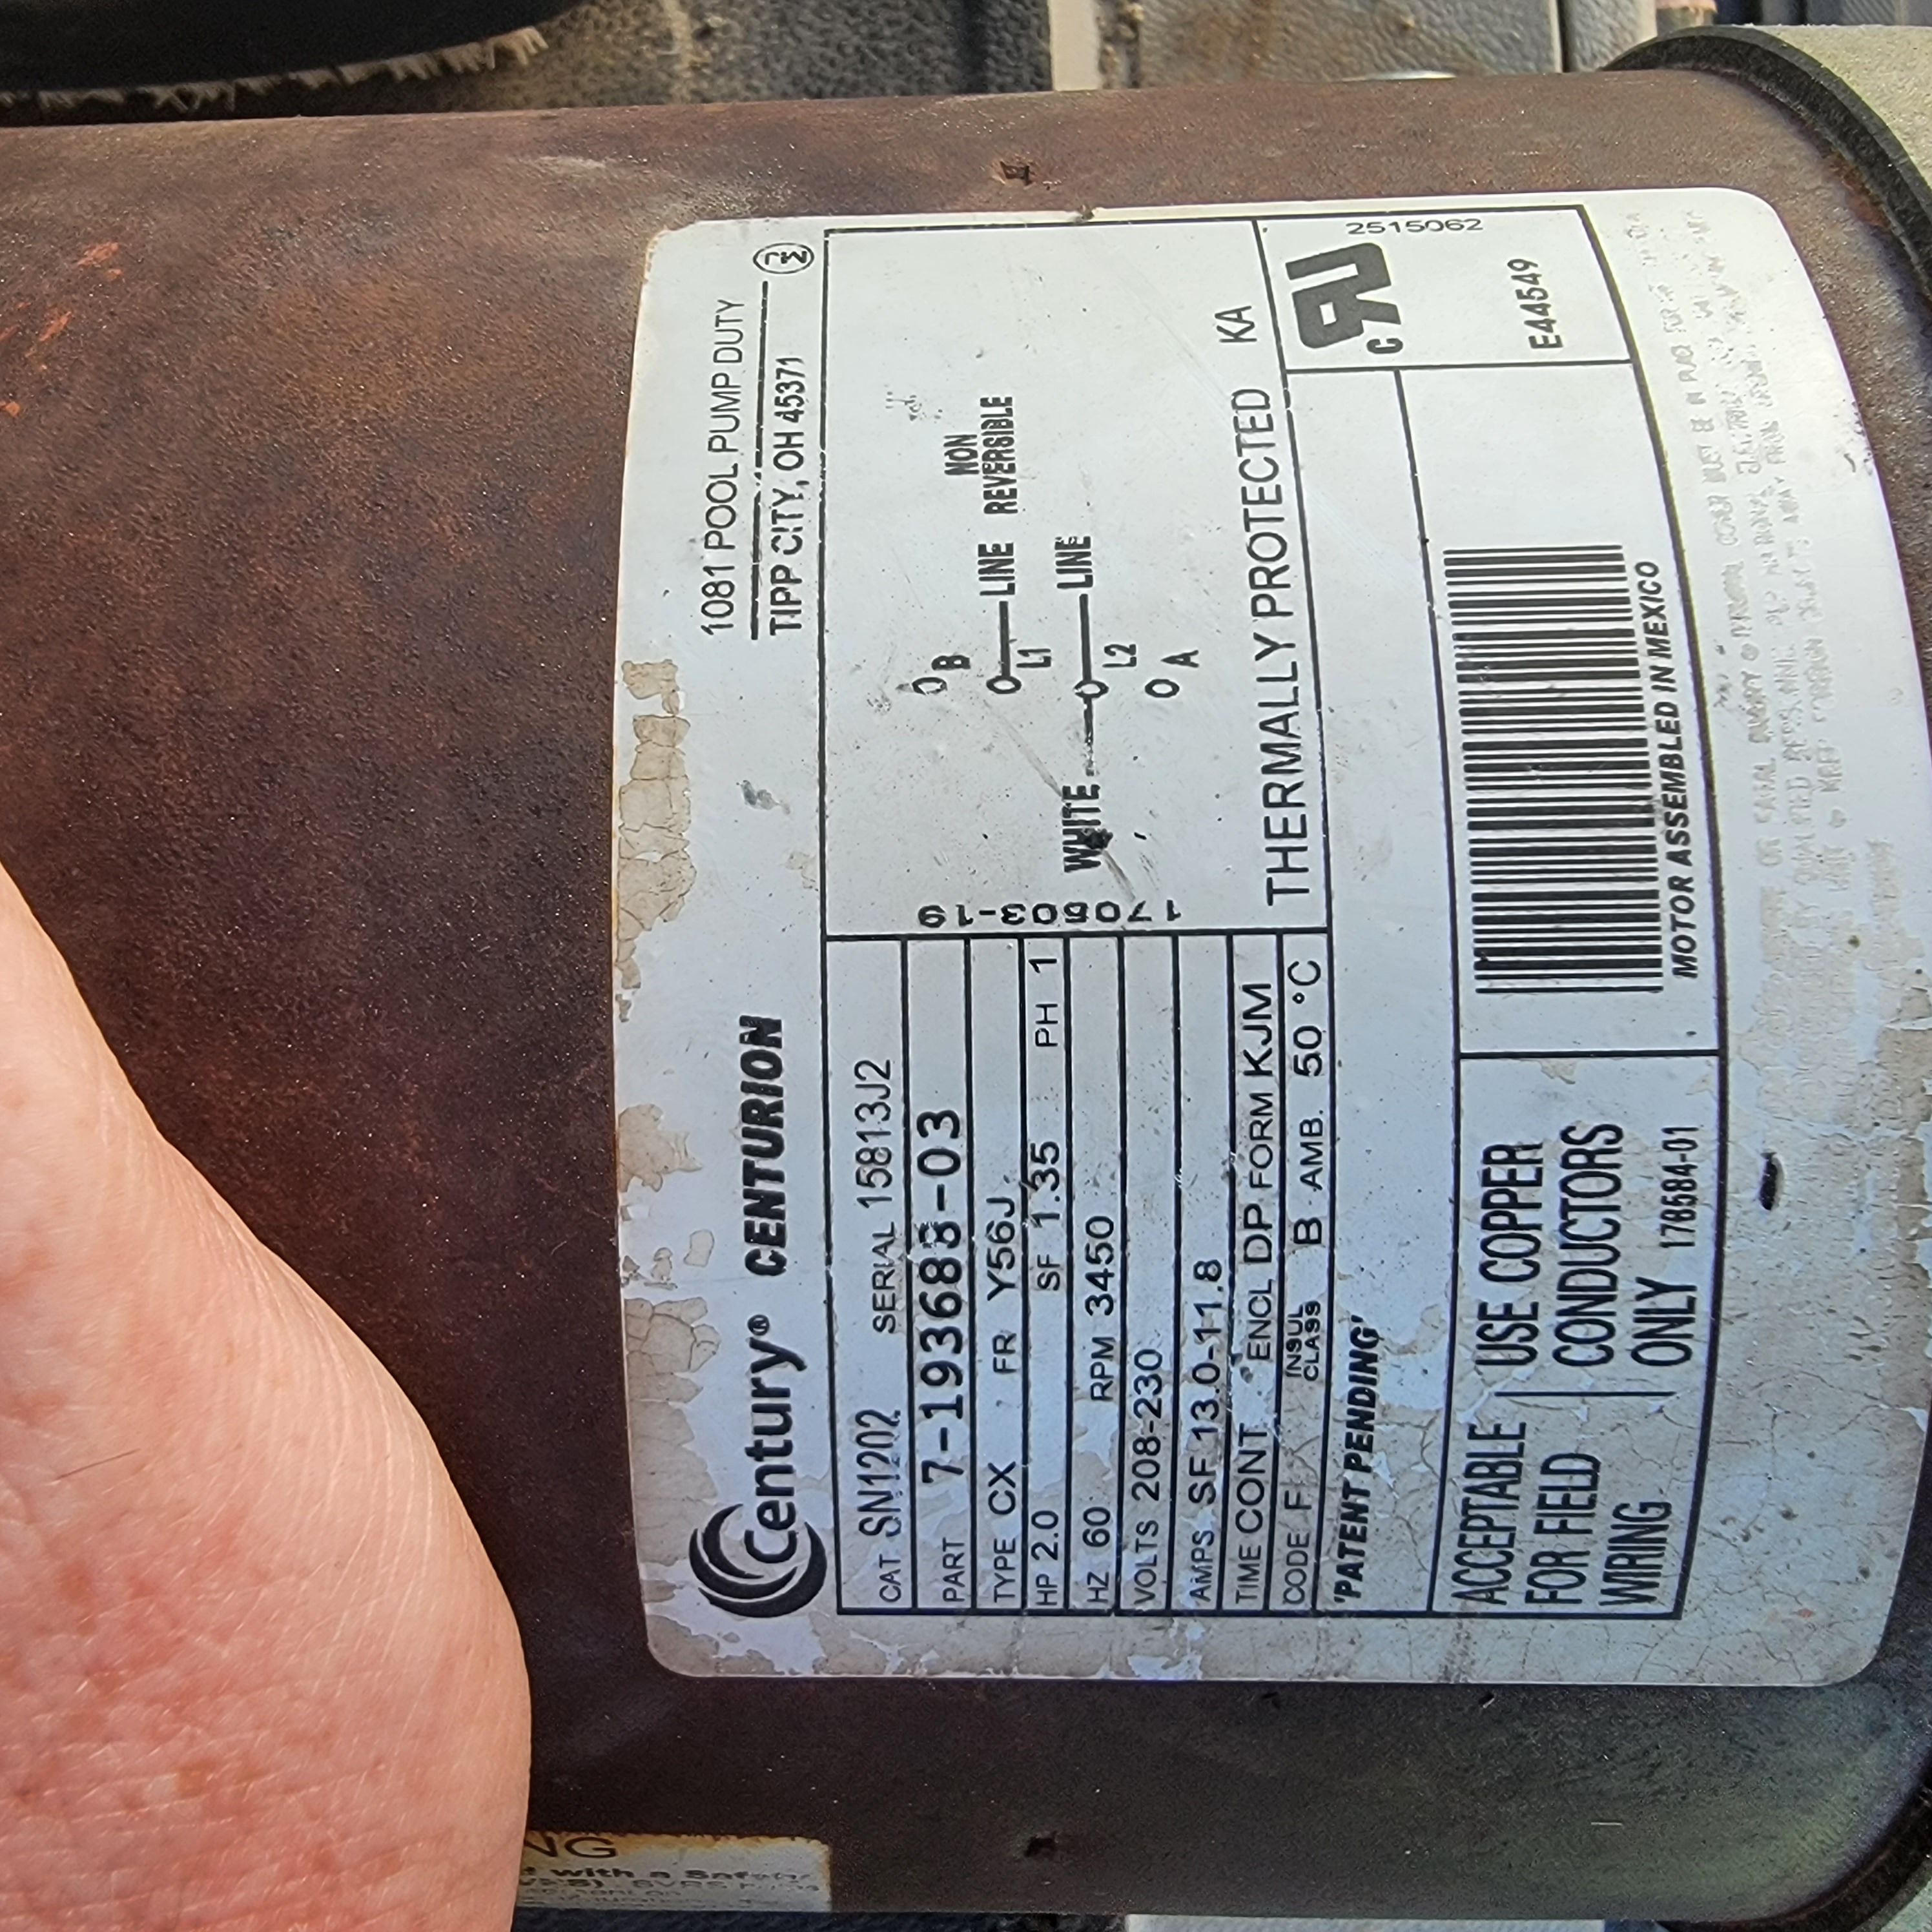 Century® CENTURION
1081 POOL PUMP DUTY
TIPP CITY, OH 45371
CAT SN1202 SERIAL 15813J2
PART 7-193683-03
TYPE CX FR Y56J
HP 2.0 SF 1.35 PH 1
HZ 60 RPM 3450
VOLTS 208-230
AMPS SF 13.0-11.8
TIME CONT. ENCL DP FORM KJM
CODE F INSUL CLASS B AMB. 50 °C
170503-19
B
L1 LINE
NON
REVERSIBLE
WHITE L2 LINE
A
THERMALLY PROTECTED KA
'PATENT PENDING'
2515062
E44549
ACCEPTABLE
FOR FIELD
WIRING
USE COPPER
CONDUCTORS
ONLY 178584-01
MOTOR ASSEMBLED IN MEXICO
NG
with a